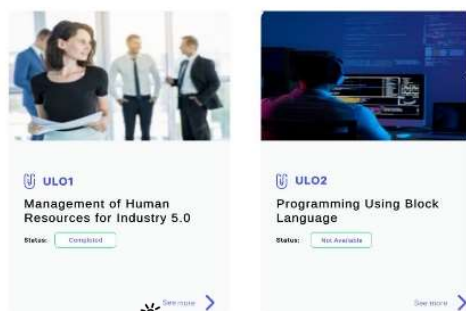 ULO1
Management of Human
Resources for Industry 5.0
Status: Completed
See more
ULO2
Programming Using Block
Language
Status: Not Available
See more